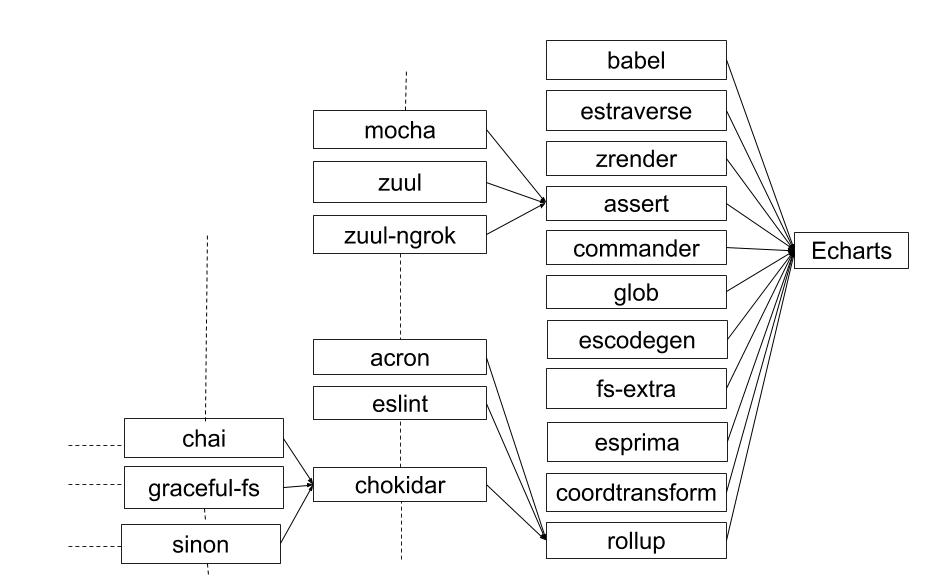 babel
estraverse
zrender
assert
commander
glob
escodegen
fs-extra
esprima
coordtransform
rollup
Echarts
mocha
zuul
zuul-ngrok
acron
eslint
chokidar
chai
graceful-fs
sinon